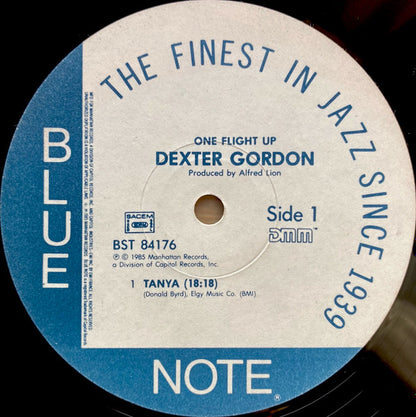 THE FINEST IN JAZZ SINCE 1939
BLUE
NOTE®
ONE FLIGHT UP
DEXTER GORDON
Produced by Alfred Lion
SACEM
Side 1
DMM™
BST 84176
℗ © 1985 Manhattan Records,
a Division of Capitol Records, Inc.
1 TANYA (18:18)
(Donald Byrd), Elgy Music Co. (BMI)